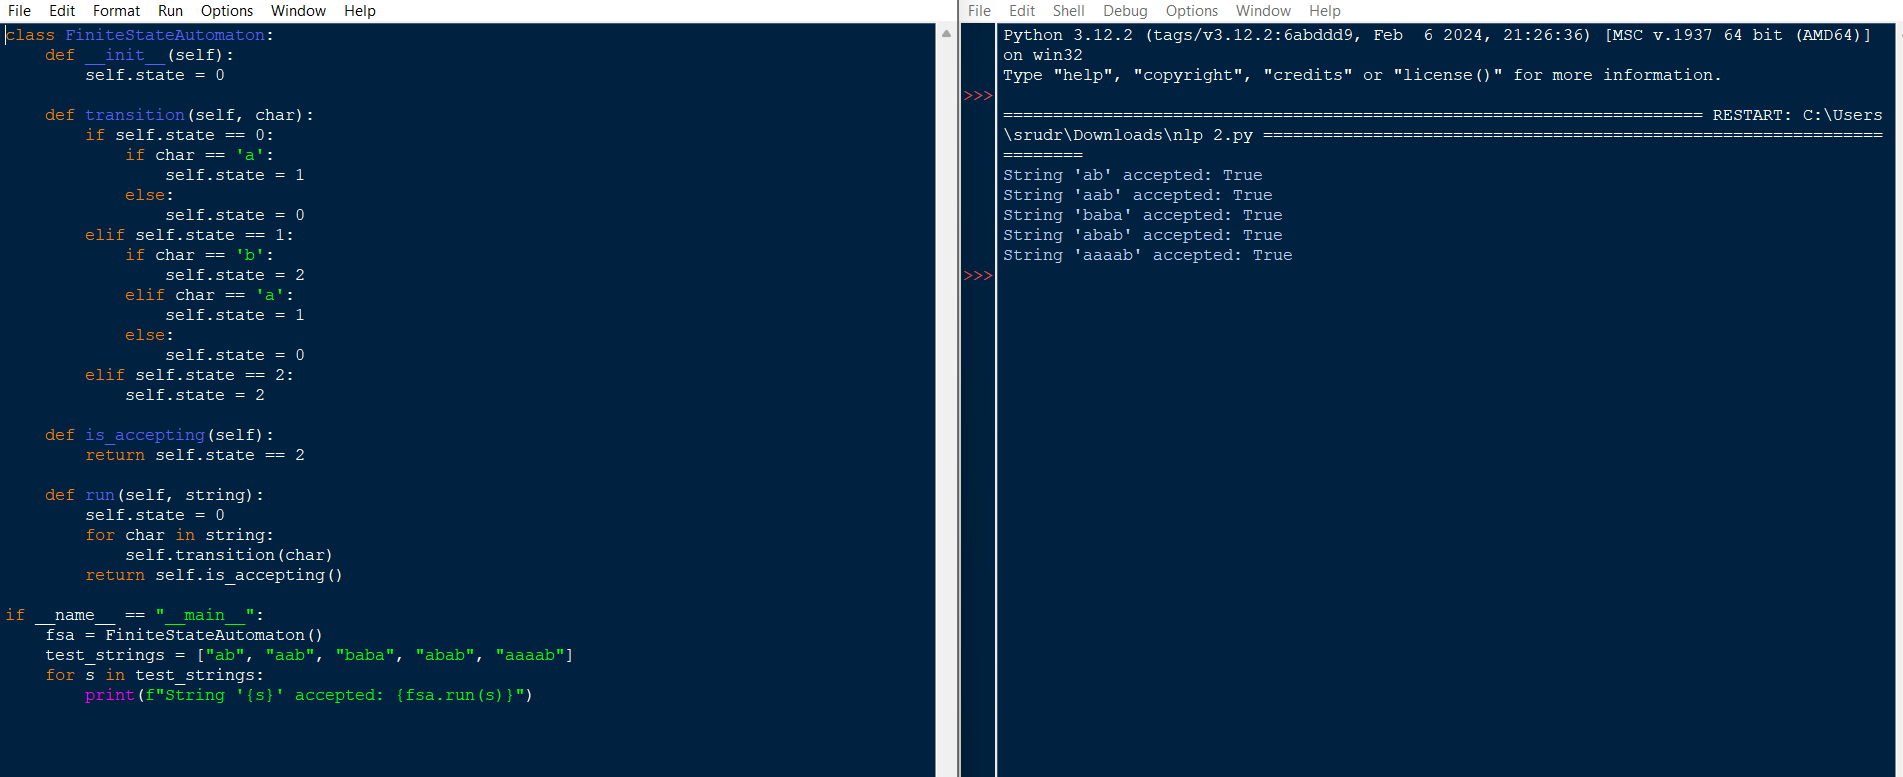 File Edit Format Run Options Window Help
class FiniteStateAutomaton:
    def __init__(self):
        self.state = 0

    def transition(self, char):
        if self.state == 0:
            if char == 'a':
                self.state = 1
            else:
                self.state = 0
        elif self.state == 1:
            if char == 'b':
                self.state = 2
            elif char == 'a':
                self.state = 1
            else:
                self.state = 0
        elif self.state == 2:
            self.state = 2

    def is_accepting(self):
        return self.state == 2

    def run(self, string):
        self.state = 0
        for char in string:
            self.transition(char)
        return self.is_accepting()

if __name__ == "__main__":
    fsa = FiniteStateAutomaton()
    test_strings = ["ab", "aab", "baba", "abab", "aaaab"]
    for s in test_strings:
        print(f"String '{s}' accepted: {fsa.run(s)}")
File Edit Shell Debug Options Window Help
Python 3.12.2 (tags/v3.12.2:6abddd9, Feb  6 2024, 21:26:36) [MSC v.1937 64 bit (AMD64)]
on win32
Type "help", "copyright", "credits" or "license()" for more information.
>>>
====================================================================== RESTART: C:\Users
\srudr\Downloads\nlp 2.py ==============================================================
========
String 'ab' accepted: True
String 'aab' accepted: True
String 'baba' accepted: True
String 'abab' accepted: True
String 'aaaab' accepted: True
>>>